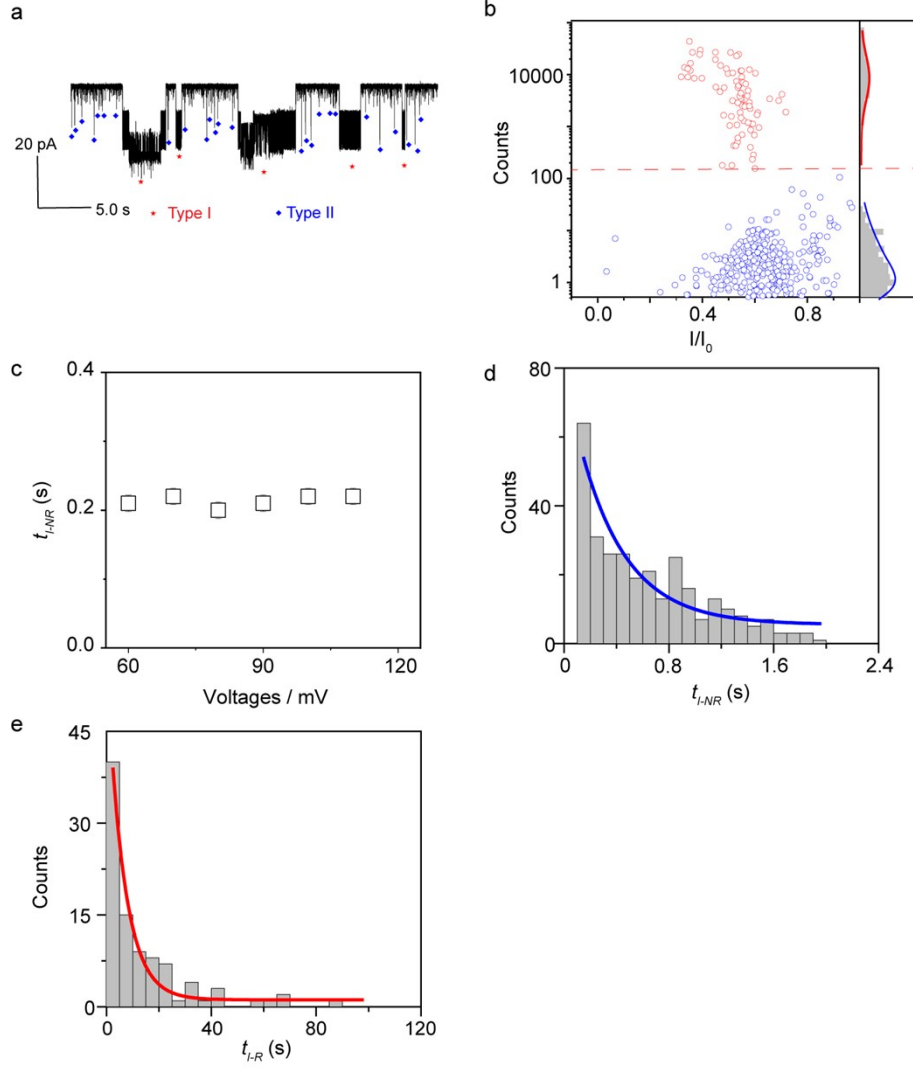 a
20 pA
5.0 s
Type I
Type II
b
Counts
10000
100
1
0.0
0.4
0.8
I/I0
c
tI-NR (s)
0.4
0.2
0.0
60
90
120
Voltages / mV
d
Counts
80
40
0
0
0.8
1.6
2.4
tI-NR (s)
e
Counts
45
30
15
0
0
40
80
120
tI-R (s)